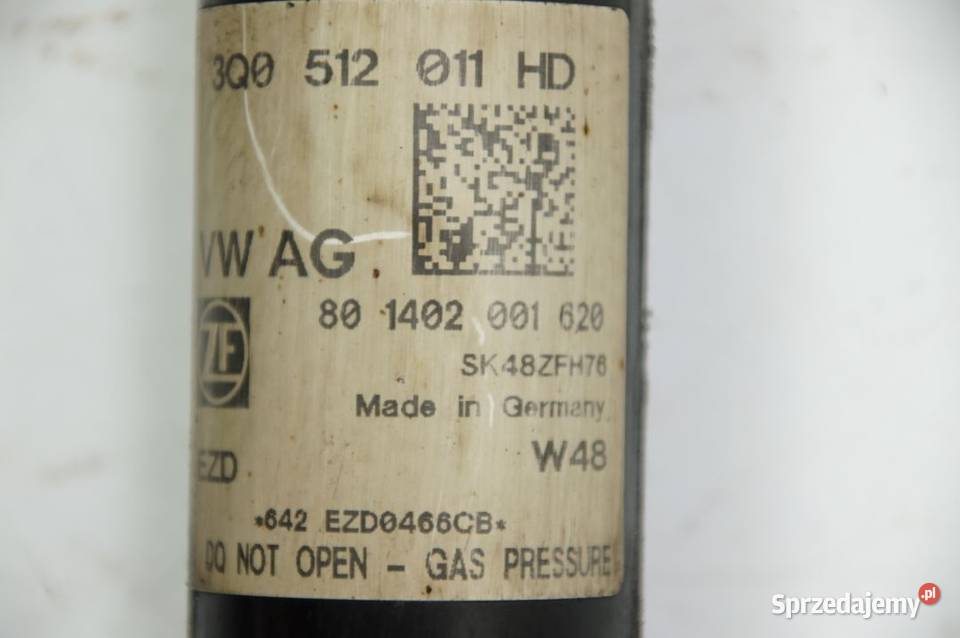 3Q0 512 011 HD
VW AG
80 1402 001 620
ZF
SK48ZFH76
Made in Germany
EZD
W48
*642 EZD0466CB*
DO NOT OPEN - GAS PRESSURE
Sprzedajemy.pl